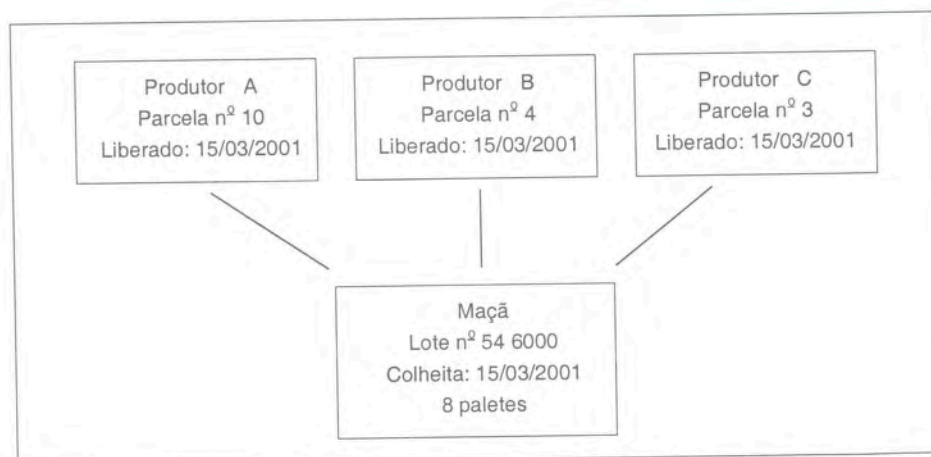 Produtor A
Parcela nº 10
Liberado: 15/03/2001
Produtor B
Parcela nº 4
Liberado: 15/03/2001
Produtor C
Parcela nº 3
Liberado: 15/03/2001
Maçã
Lote nº 54 6000
Colheita: 15/03/2001
8 paletes